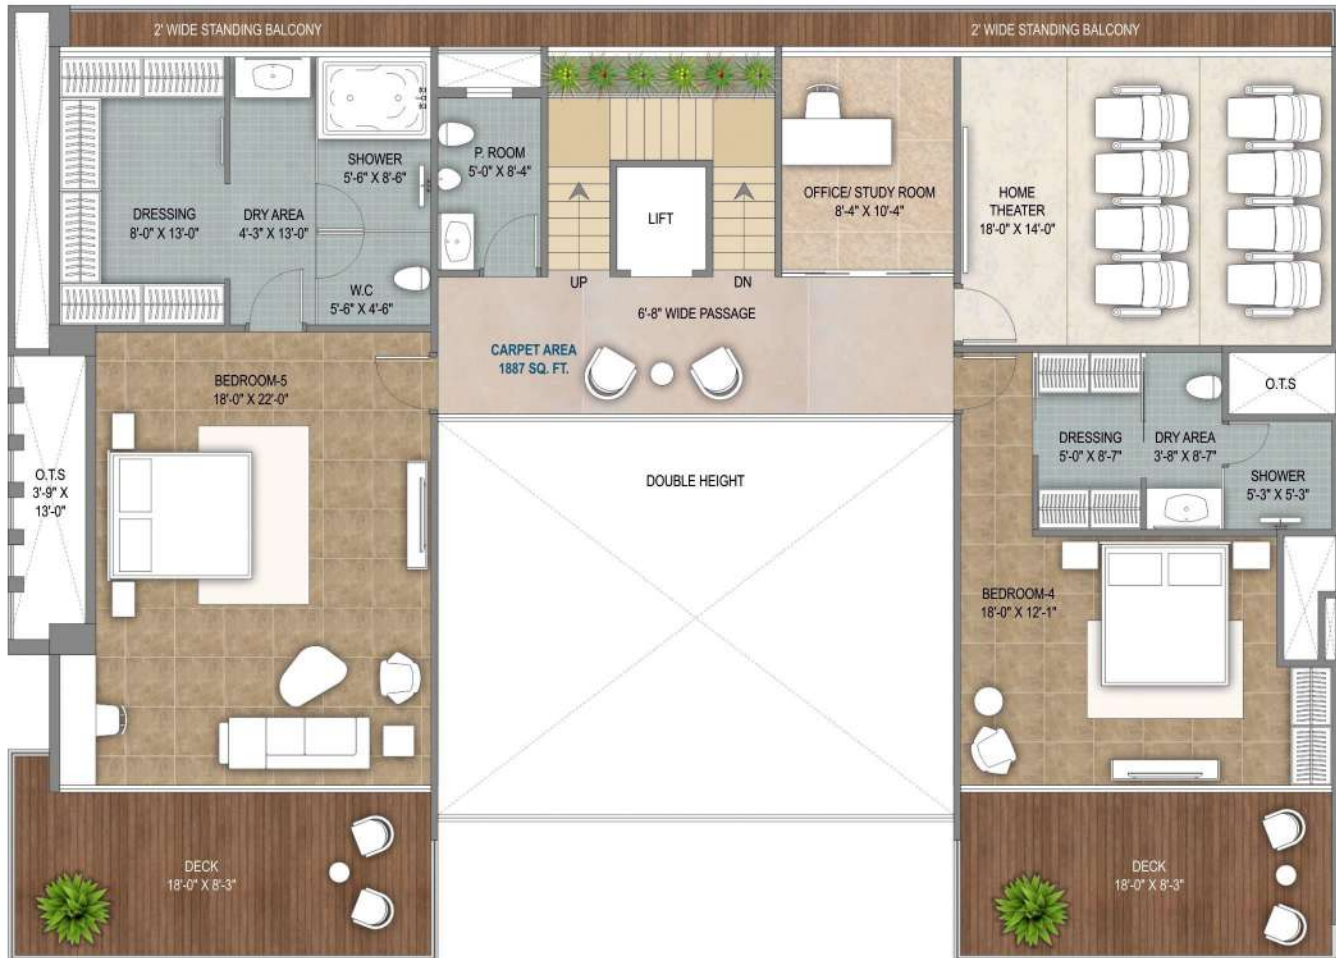 2' WIDE STANDING BALCONY
2' WIDE STANDING BALCONY
SHOWER
5'-6" X 8'-6"
P. ROOM
5'-0" X 8'-4"
DRESSING
8'-0" X 13'-0"
DRY AREA
4'-3" X 13'-0"
W.C
5'-6" X 4'-6"
LIFT
UP
DN
OFFICE/ STUDY ROOM
8'-4" X 10'-4"
HOME
THEATER
18'-0" X 14'-0"
6'-8" WIDE PASSAGE
CARPET AREA
1887 SQ. FT.
BEDROOM-5
18'-0" X 22'-0"
O.T.S
3'-9" X
13'-0"
DOUBLE HEIGHT
O.T.S
DRESSING
5'-0" X 8'-7"
DRY AREA
3'-8" X 8'-7"
SHOWER
5'-3" X 5'-3"
BEDROOM-4
18'-0" X 12'-1"
DECK
18'-0" X 8'-3"
DECK
18'-0" X 8'-3"